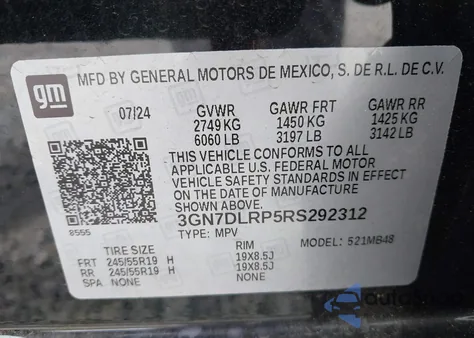 gm
MFD BY GENERAL MOTORS DE MEXICO, S. DE R.L. DE C.V.
07/24 GVWR GAWR FRT GAWR RR
2749 KG 1450 KG 1425 KG
6060 LB 3197 LB 3142 LB
THIS VEHICLE CONFORMS TO ALL
APPLICABLE U.S. FEDERAL MOTOR
VEHICLE SAFETY STANDARDS IN EFFECT
ON THE DATE OF MANUFACTURE SHOWN ABOVE.
3GN7DLRP5RS292312
8555 TYPE: MPV MODEL: 521MB48
TIRE SIZE RIM
FRT 245/55R19 H 19X8.5J
RR 245/55R19 H 19X8.5J
SPA NONE NONE